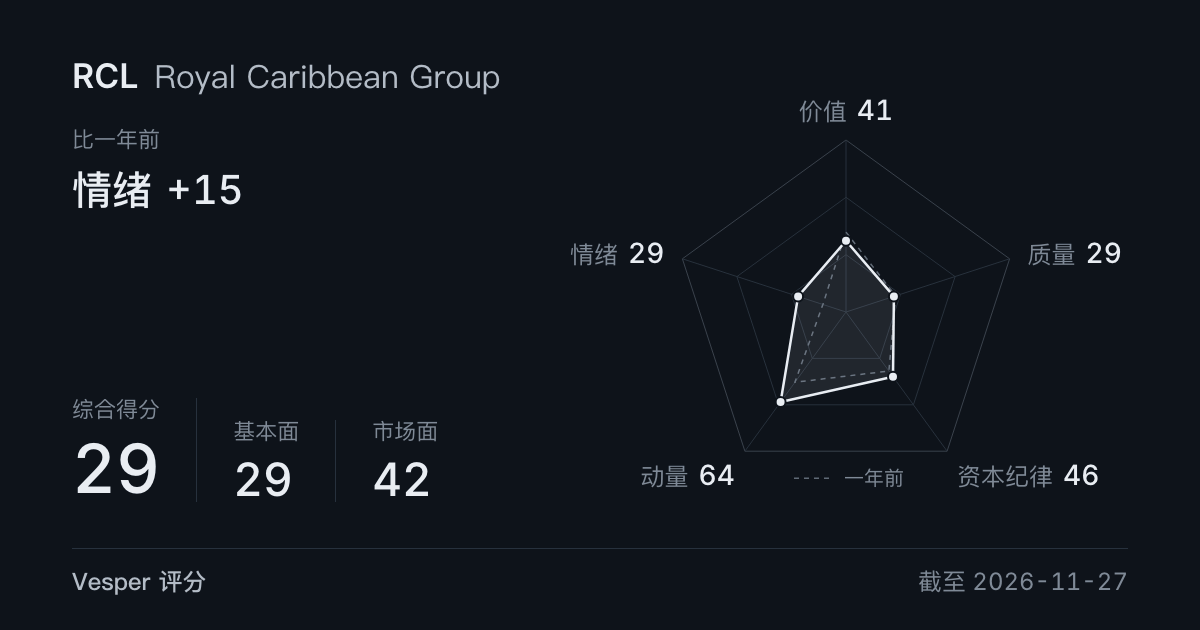 RCL Royal Caribbean Group
比一年前
情绪 +15
价值 41
情绪 29
质量 29
动量 64
一年前
资本纪律 46
综合得分
29
基本面
29
市场面
42
Vesper 评分
截至 2026-11-27